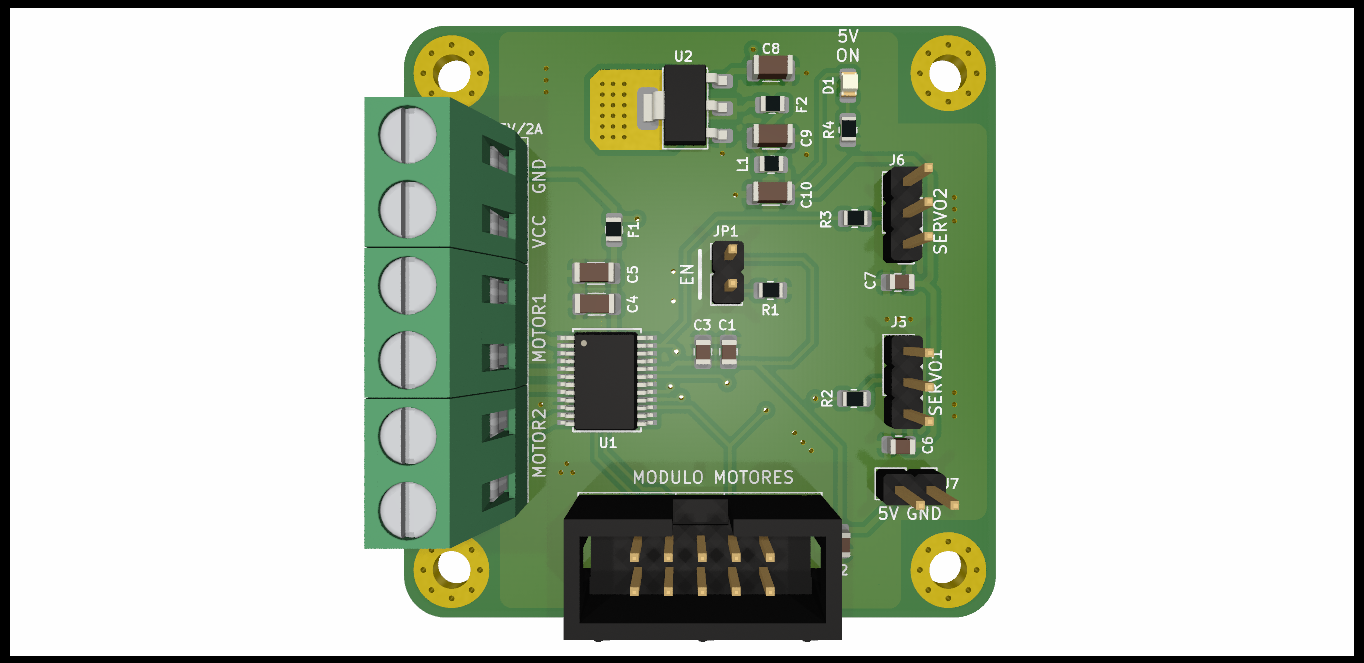 5V
ON
U2
C8
D1
F2
R4
C9
V/2A
L1
J6
GND
C10
SERVO2
R3
VCC
F1
JP1
EN
C5
C7
C4
R1
MOTOR1
C3 C1
J5
SERVO1
R2
MOTOR2
U1
C6
MODULO MOTORES
J7
5V GND
2